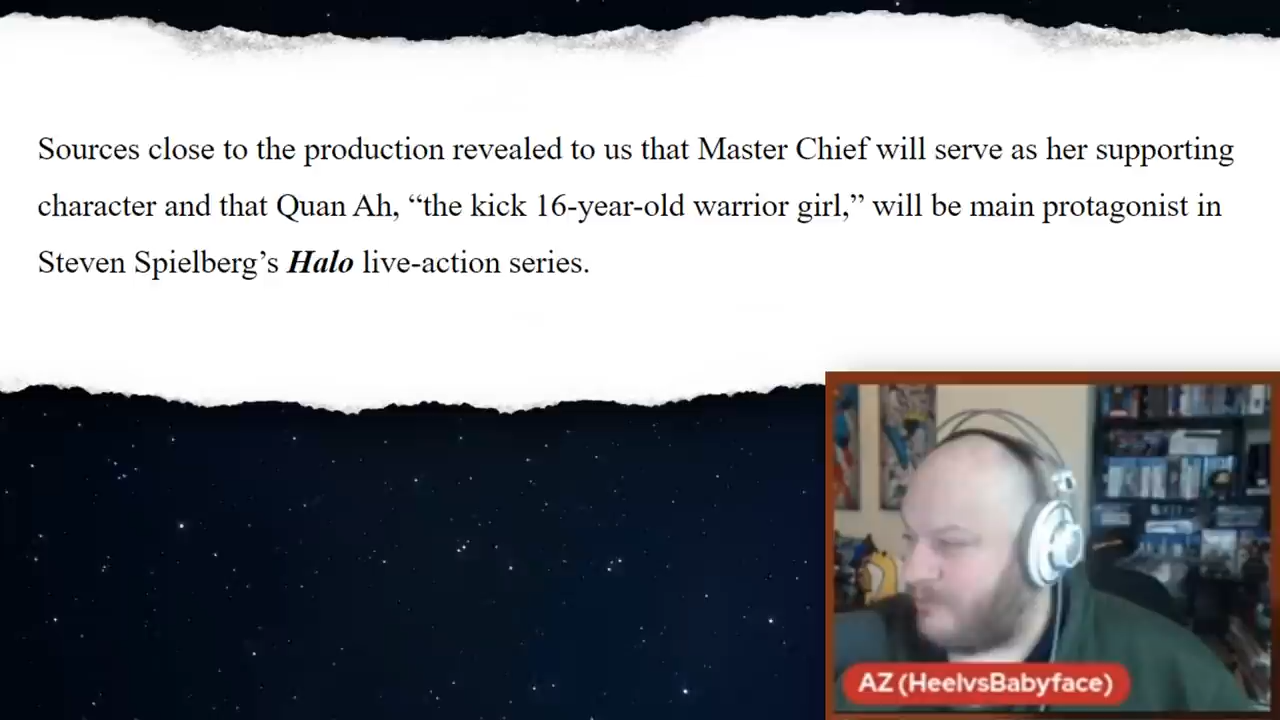 Sources close to the production revealed to us that Master Chief will serve as her supporting
character and that Quan Ah, “the kick 16-year-old warrior girl,” will be main protagonist in
Steven Spielberg’s Halo live-action series.
AZ (HeelvsBabyface)